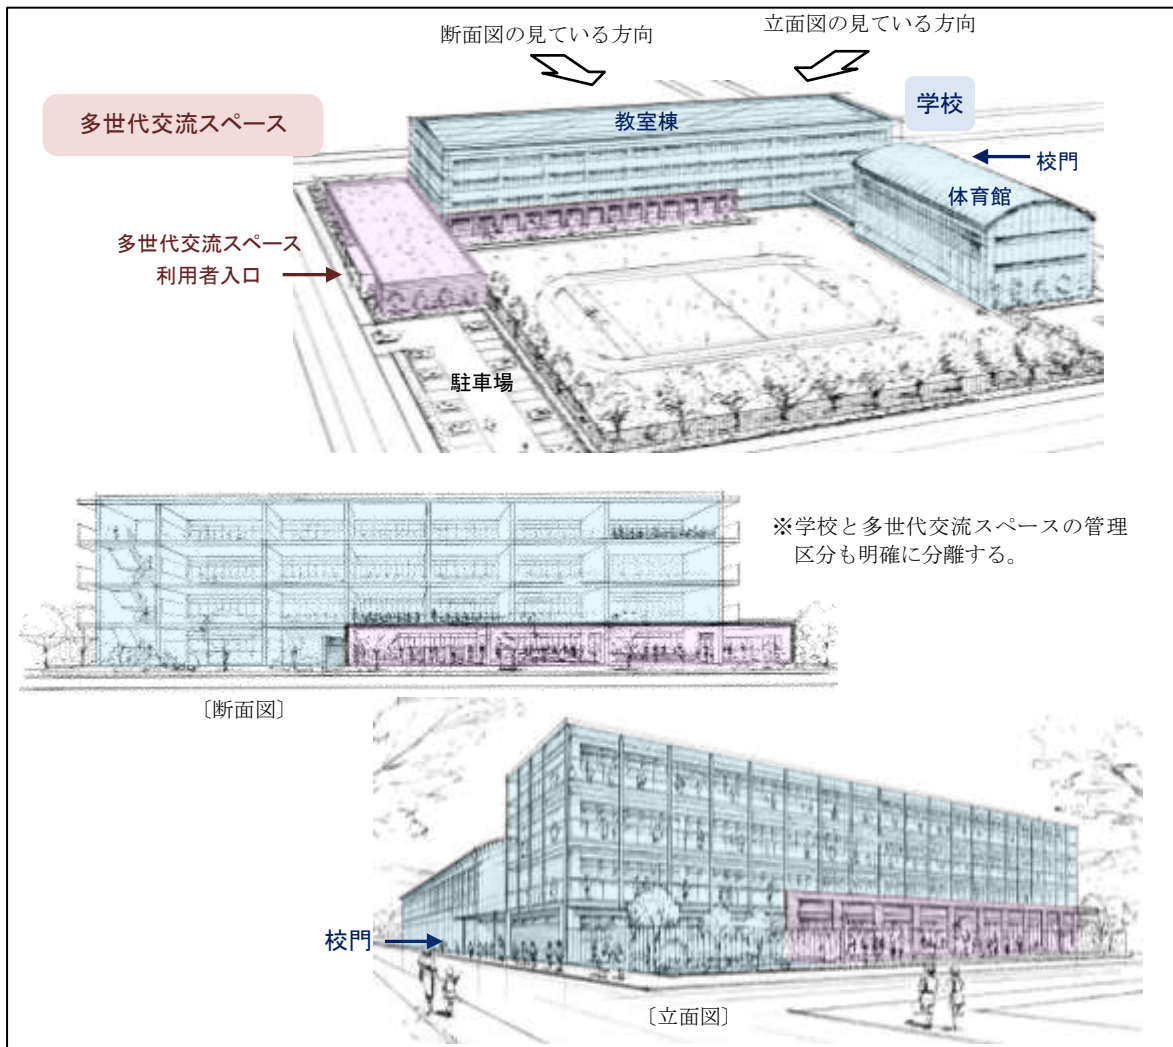 断面図の見ている方向
立面図の見ている方向
多世代交流スペース
教室棟
学校
校門
体育館
多世代交流スペース
利用者入口
駐車場
※学校と多世代交流スペースの管理
区分も明確に分離する。
〔断面図〕
校門
〔立面図〕